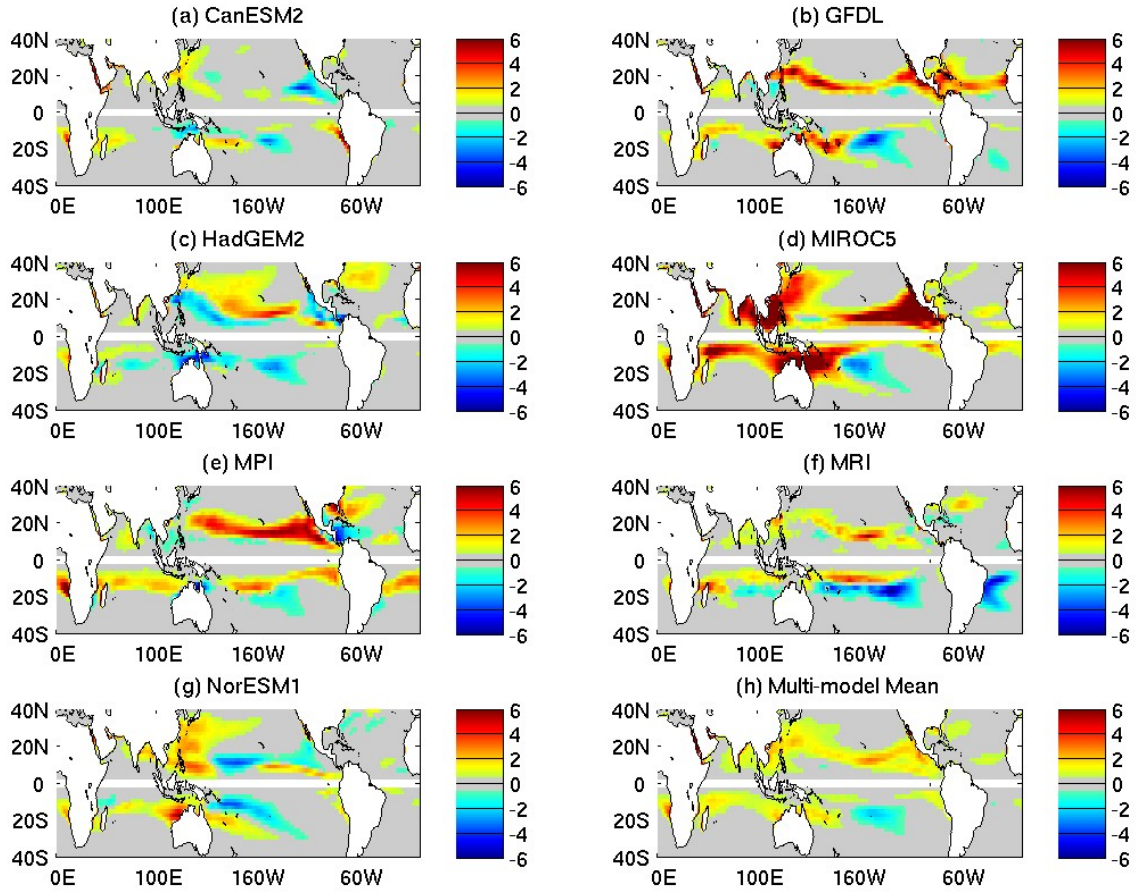 (a) CanESM2
40N
20N
0
20S
40S
0E 100E 160W 60W
6
4
2
0
-2
-4
-6
(b) GFDL
40N
20N
0
20S
40S
0E 100E 160W 60W
6
4
2
0
-2
-4
-6
(c) HadGEM2
40N
20N
0
20S
40S
0E 100E 160W 60W
6
4
2
0
-2
-4
-6
(d) MIROC5
40N
20N
0
20S
40S
0E 100E 160W 60W
6
4
2
0
-2
-4
-6
(e) MPI
40N
20N
0
20S
40S
0E 100E 160W 60W
6
4
2
0
-2
-4
-6
(f) MRI
40N
20N
0
20S
40S
0E 100E 160W 60W
6
4
2
0
-2
-4
-6
(g) NorESM1
40N
20N
0
20S
40S
0E 100E 160W 60W
6
4
2
0
-2
-4
-6
(h) Multi-model Mean
40N
20N
0
20S
40S
0E 100E 160W 60W
6
4
2
0
-2
-4
-6